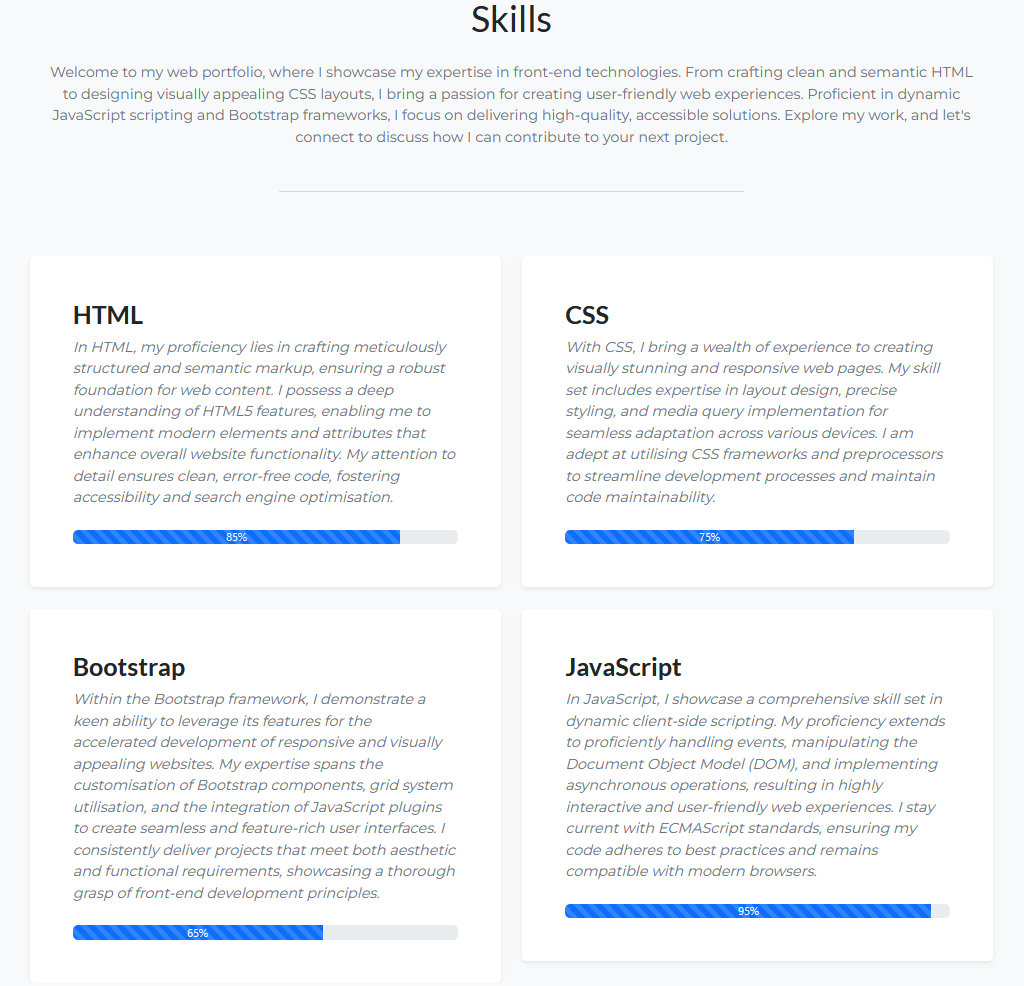 Skills
Welcome to my web portfolio, where I showcase my expertise in front-end technologies. From crafting clean and semantic HTML
to designing visually appealing CSS layouts, I bring a passion for creating user-friendly web experiences. Proficient in dynamic
JavaScript scripting and Bootstrap frameworks, I focus on delivering high-quality, accessible solutions. Explore my work, and let's
connect to discuss how I can contribute to your next project.
HTML
In HTML, my proficiency lies in crafting meticulously
structured and semantic markup, ensuring a robust
foundation for web content. I possess a deep
understanding of HTML5 features, enabling me to
implement modern elements and attributes that
enhance overall website functionality. My attention to
detail ensures clean, error-free code, fostering
accessibility and search engine optimisation.
85%
CSS
With CSS, I bring a wealth of experience to creating
visually stunning and responsive web pages. My skill
set includes expertise in layout design, precise
styling, and media query implementation for
seamless adaptation across various devices. I am
adept at utilising CSS frameworks and preprocessors
to streamline development processes and maintain
code maintainability.
75%
Bootstrap
Within the Bootstrap framework, I demonstrate a
keen ability to leverage its features for the
accelerated development of responsive and visually
appealing websites. My expertise spans the
customisation of Bootstrap components, grid system
utilisation, and the integration of JavaScript plugins
to create seamless and feature-rich user interfaces. I
consistently deliver projects that meet both aesthetic
and functional requirements, showcasing a thorough
grasp of front-end development principles.
65%
JavaScript
In JavaScript, I showcase a comprehensive skill set in
dynamic client-side scripting. My proficiency extends
to proficiently handling events, manipulating the
Document Object Model (DOM), and implementing
asynchronous operations, resulting in highly
interactive and user-friendly web experiences. I stay
current with ECMAScript standards, ensuring my
code adheres to best practices and remains
compatible with modern browsers.
95%